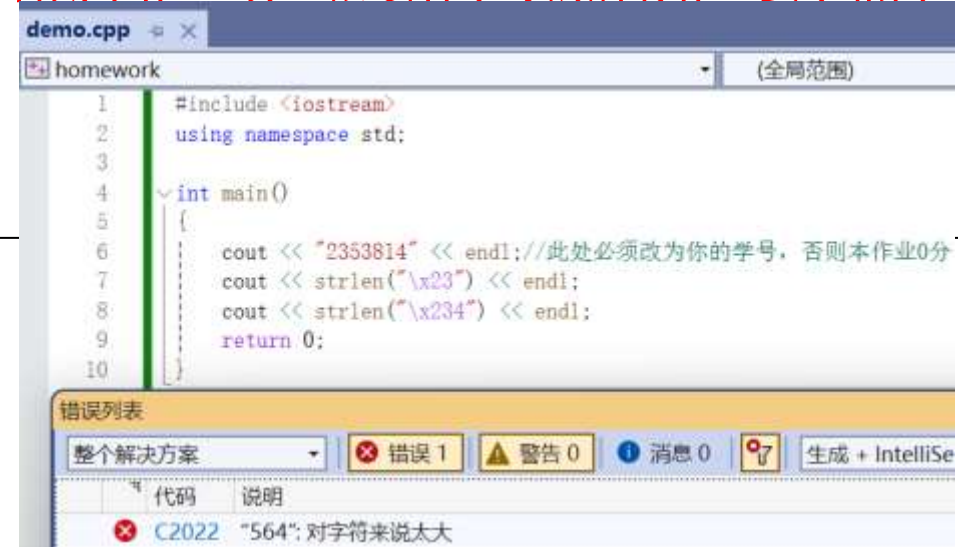 demo.cpp
homework (全局范围)
1 #include <iostream>
2 using namespace std;
3
4 int main()
5 {
6 cout << "2353814" << endl;//此处必须改为你的学号，否则本作业0分
7 cout << strlen("\x23") << endl;
8 cout << strlen("\x234") << endl;
9 return 0;
10 }
错误列表
整个解决方案 错误 1 警告 0 消息 0 生成 + IntelliSe
代码 说明
C2022 "564": 对字符来说太大